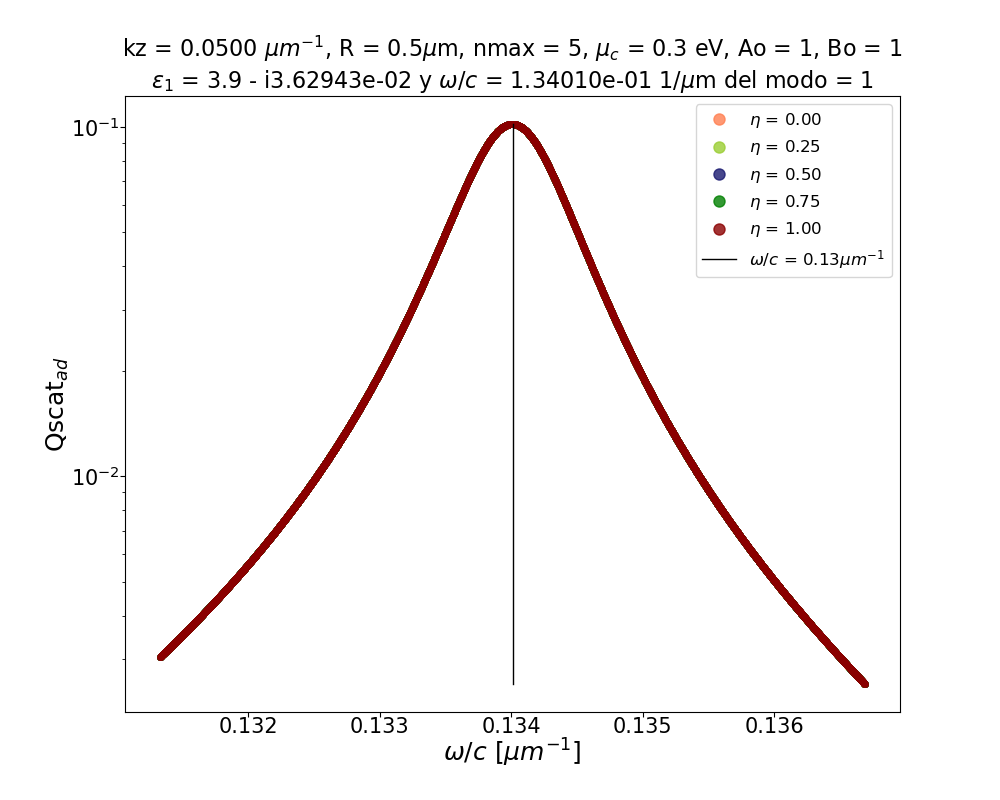 kz = 0.0500 μm⁻¹, R = 0.5μm, nmax = 5, μ_c = 0.3 eV, Ao = 1, Bo = 1
ε₁ = 3.9 - i3.62943e-02 y ω/c = 1.34010e-01 1/μm del modo = 1
10⁻¹
10⁻²
Qscat_ad
η = 0.00
η = 0.25
η = 0.50
η = 0.75
η = 1.00
ω/c = 0.13μm⁻¹
0.132 0.133 0.134 0.135 0.136
ω/c [μm⁻¹]